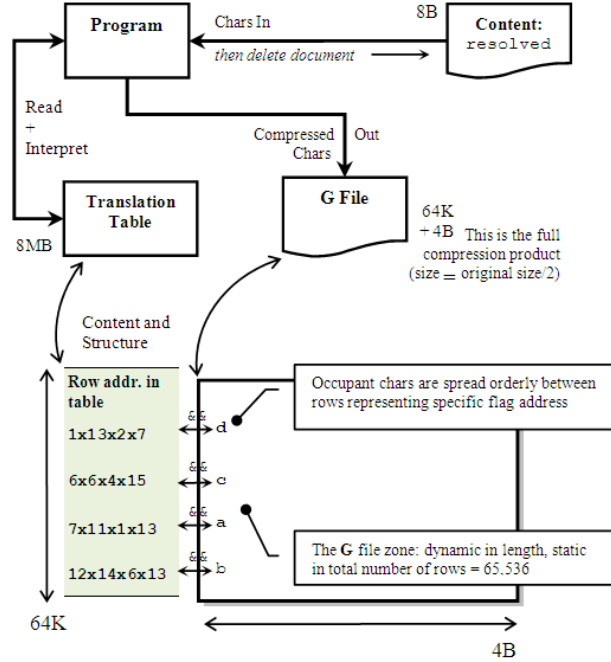 Program
Chars In
8B
Content:
resolved
then delete document
Read
+
Interpret
Compressed
Chars
Out
Translation
Table
8MB
G File
64K
+ 4B
This is the full
compression product
(size = original size/2)
Content and
Structure
Row addr. in
table
Occupant chars are spread orderly between
rows representing specific flag address
1x13x2x7
&&
d
6x6x4x15
&&
c
7x11x1x13
&&
a
12x14x6x13
&&
b
The G file zone: dynamic in length, static
in total number of rows = 65,536
64K
4B